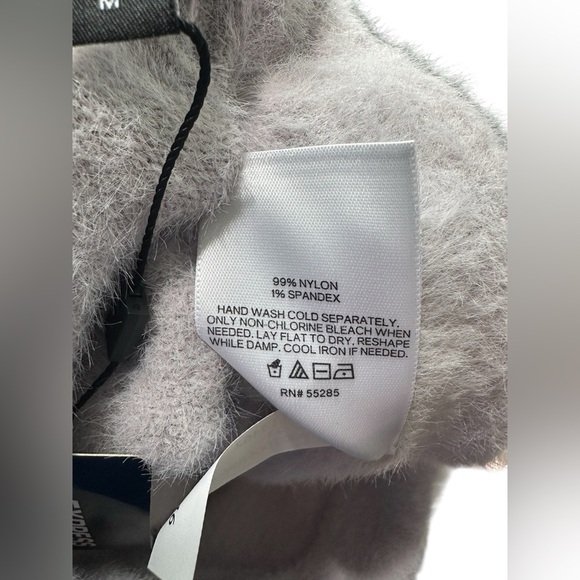 M
99% NYLON
1% SPANDEX
HAND WASH COLD SEPARATELY.
ONLY NON-CHLORINE BLEACH WHEN
NEEDED. LAY FLAT TO DRY. RESHAPE
WHILE DAMP. COOL IRON IF NEEDED.
RN# 55285
EXPRESS